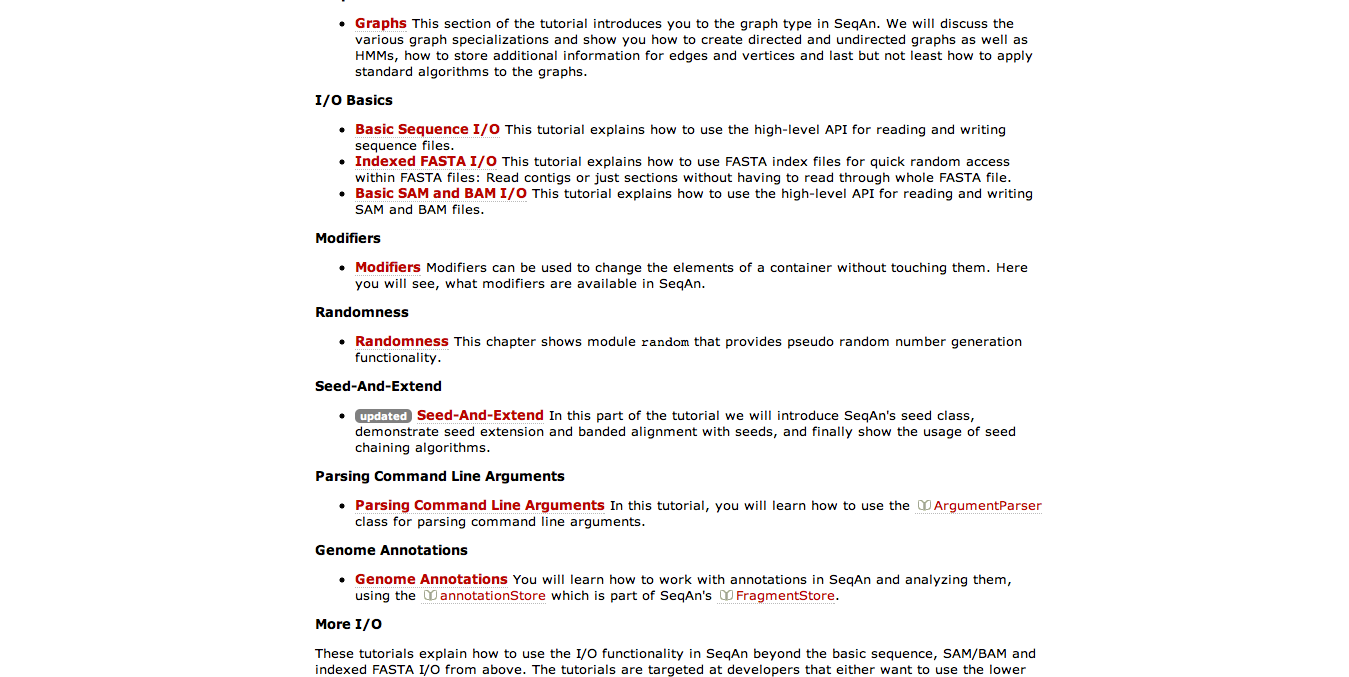 Graphs This section of the tutorial introduces you to the graph type in SeqAn. We will discuss the
various graph specializations and show you how to create directed and undirected graphs as well as
HMMs, how to store additional information for edges and vertices and last but not least how to apply
standard algorithms to the graphs.
I/O Basics
Basic Sequence I/O This tutorial explains how to use the high-level API for reading and writing
sequence files.
Indexed FASTA I/O This tutorial explains how to use FASTA index files for quick random access
within FASTA files: Read contigs or just sections without having to read through whole FASTA file.
Basic SAM and BAM I/O This tutorial explains how to use the high-level API for reading and writing
SAM and BAM files.
Modifiers
Modifiers Modifiers can be used to change the elements of a container without touching them. Here
you will see, what modifiers are available in SeqAn.
Randomness
Randomness This chapter shows module random that provides pseudo random number generation
functionality.
Seed-And-Extend
updated Seed-And-Extend In this part of the tutorial we will introduce SeqAn's seed class,
demonstrate seed extension and banded alignment with seeds, and finally show the usage of seed
chaining algorithms.
Parsing Command Line Arguments
Parsing Command Line Arguments In this tutorial, you will learn how to use the ArgumentParser
class for parsing command line arguments.
Genome Annotations
Genome Annotations You will learn how to work with annotations in SeqAn and analyzing them,
using the annotationStore which is part of SeqAn's FragmentStore.
More I/O
These tutorials explain how to use the I/O functionality in SeqAn beyond the basic sequence, SAM/BAM and
indexed FASTA I/O from above. The tutorials are targeted at developers that either want to use the lower